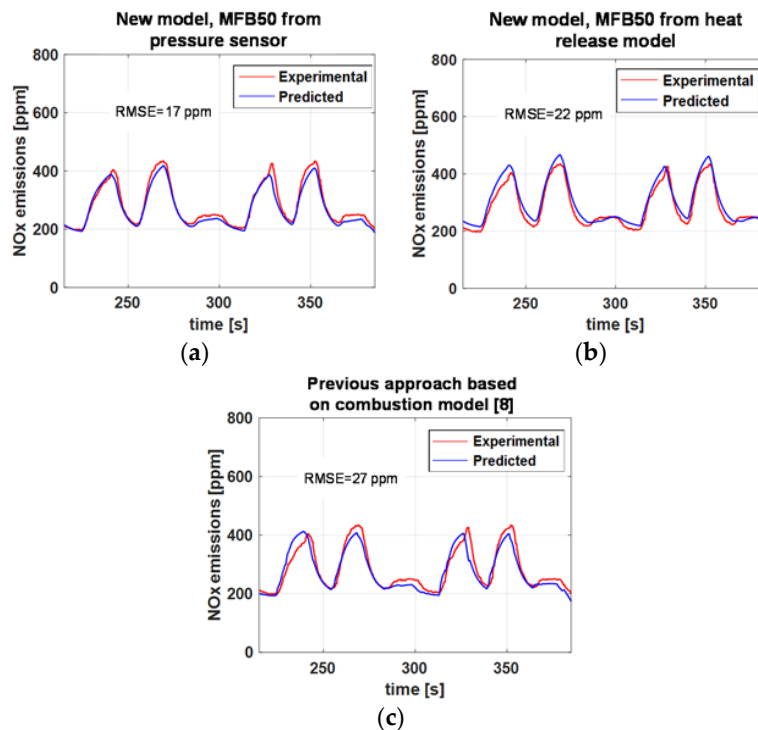 New model, MFB50 from
pressure sensor
800
600
400
200
0
NOx emissions [ppm]
Experimental
Predicted
RMSE=17 ppm
250
300
350
time [s]
(a)
New model, MFB50 from heat
release model
800
600
400
200
0
NOx emissions [ppm]
Experimental
Predicted
RMSE=22 ppm
250
300
350
time [s]
(b)
Previous approach based
on combustion model [8]
800
600
400
200
0
NOx emissions [ppm]
Experimental
Predicted
RMSE=27 ppm
250
300
350
time [s]
(c)